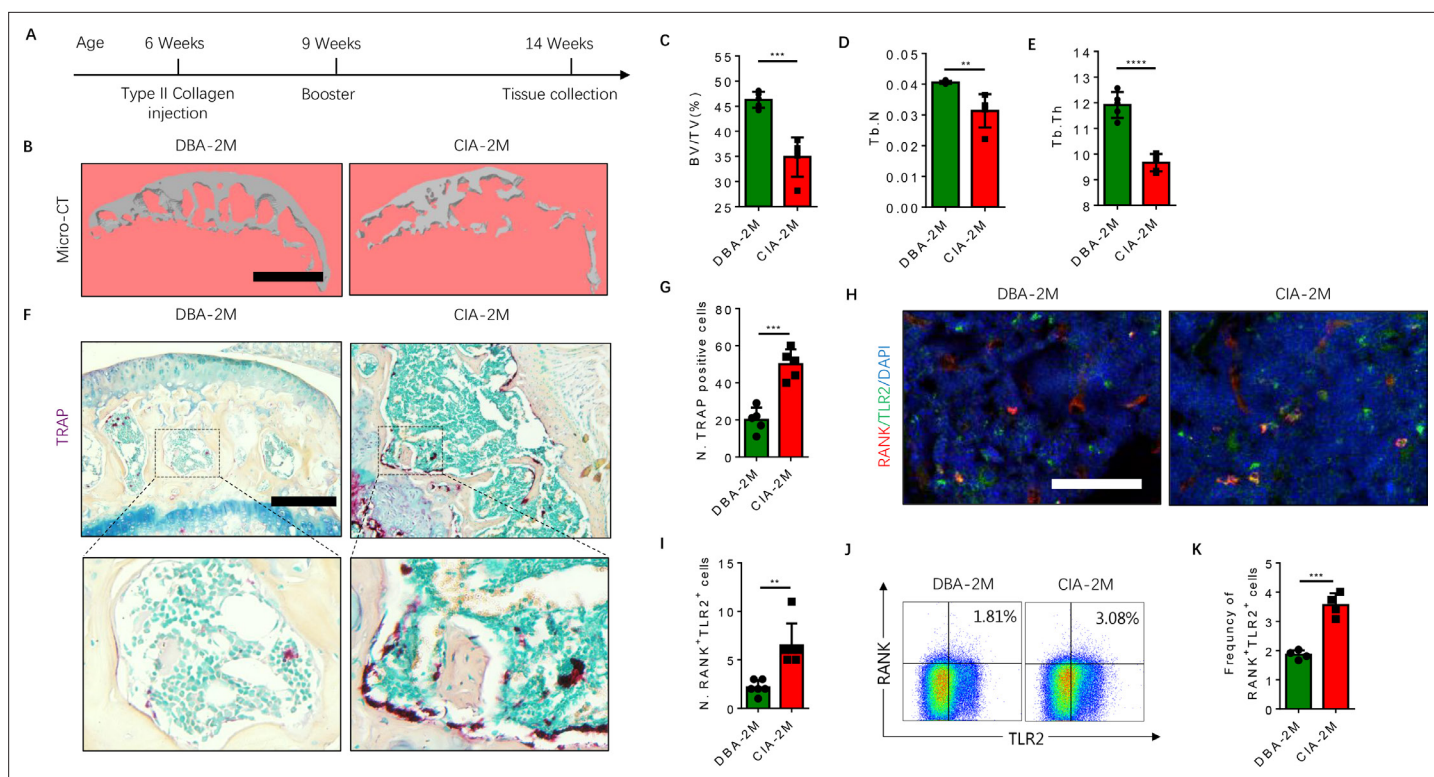 A
Age
6 Weeks
9 Weeks
14 Weeks
Type II Collagen
injection
Booster
Tissue collection
B
DBA-2M
CIA-2M
Micro-CT
C
BV/TV(%)
55
50
45
40
35
30
25
***
DBA-2M
CIA-2M
D
Tb.N
0.05
0.04
0.03
0.02
0.01
0.00
**
DBA-2M
CIA-2M
E
Tb.Th
14
13
12
11
10
9
8
****
DBA-2M
CIA-2M
F
DBA-2M
CIA-2M
TRAP
G
N. TRAP positive cells
80
60
40
20
0
***
DBA-2M
CIA-2M
H
DBA-2M
CIA-2M
RANK/TLR2/DAPI
I
N. RANK+TLR2+ cells
15
10
5
0
**
DBA-2M
CIA-2M
J
DBA-2M
CIA-2M
1.81%
3.08%
RANK
TLR2
K
Frequncy of
RANK+TLR2+ cells
5
4
3
2
1
0
***
DBA-2M
CIA-2M